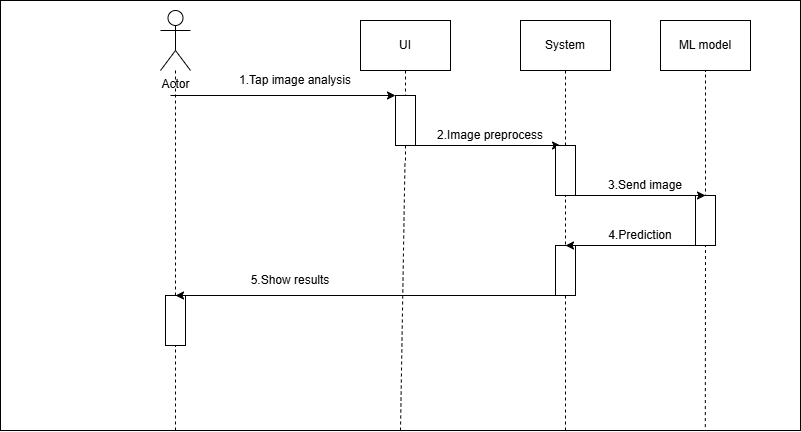 UI
System
ML model
Actor
1.Tap image analysis
2.Image preprocess
3.Send image
4.Prediction
5.Show results